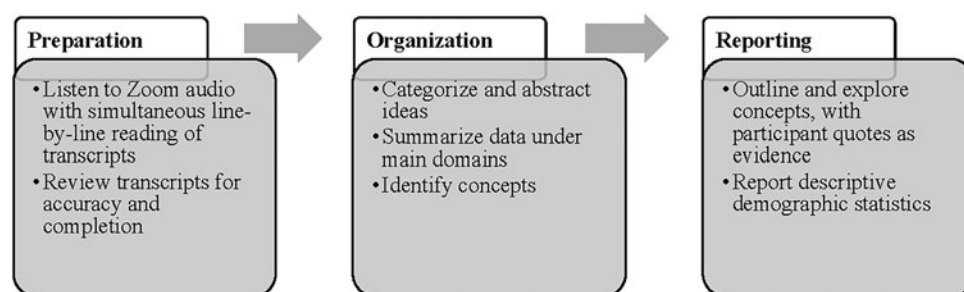 Preparation
•Listen to Zoom audio
with simultaneous line-
by-line reading of
transcripts
•Review transcripts for
accuracy and
completion
Organization
•Categorize and abstract
ideas
•Summarize data under
main domains
•Identify concepts
Reporting
•Outline and explore
concepts, with
participant quotes as
evidence
•Report descriptive
demographic statistics